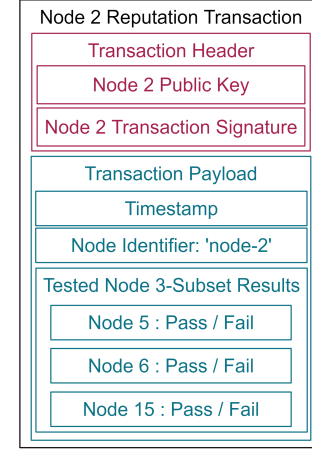 Node 2 Reputation Transaction
Transaction Header
Node 2 Public Key
Node 2 Transaction Signature
Transaction Payload
Timestamp
Node Identifier: 'node-2'
Tested Node 3-Subset Results
Node 5 : Pass / Fail
Node 6 : Pass / Fail
Node 15 : Pass / Fail